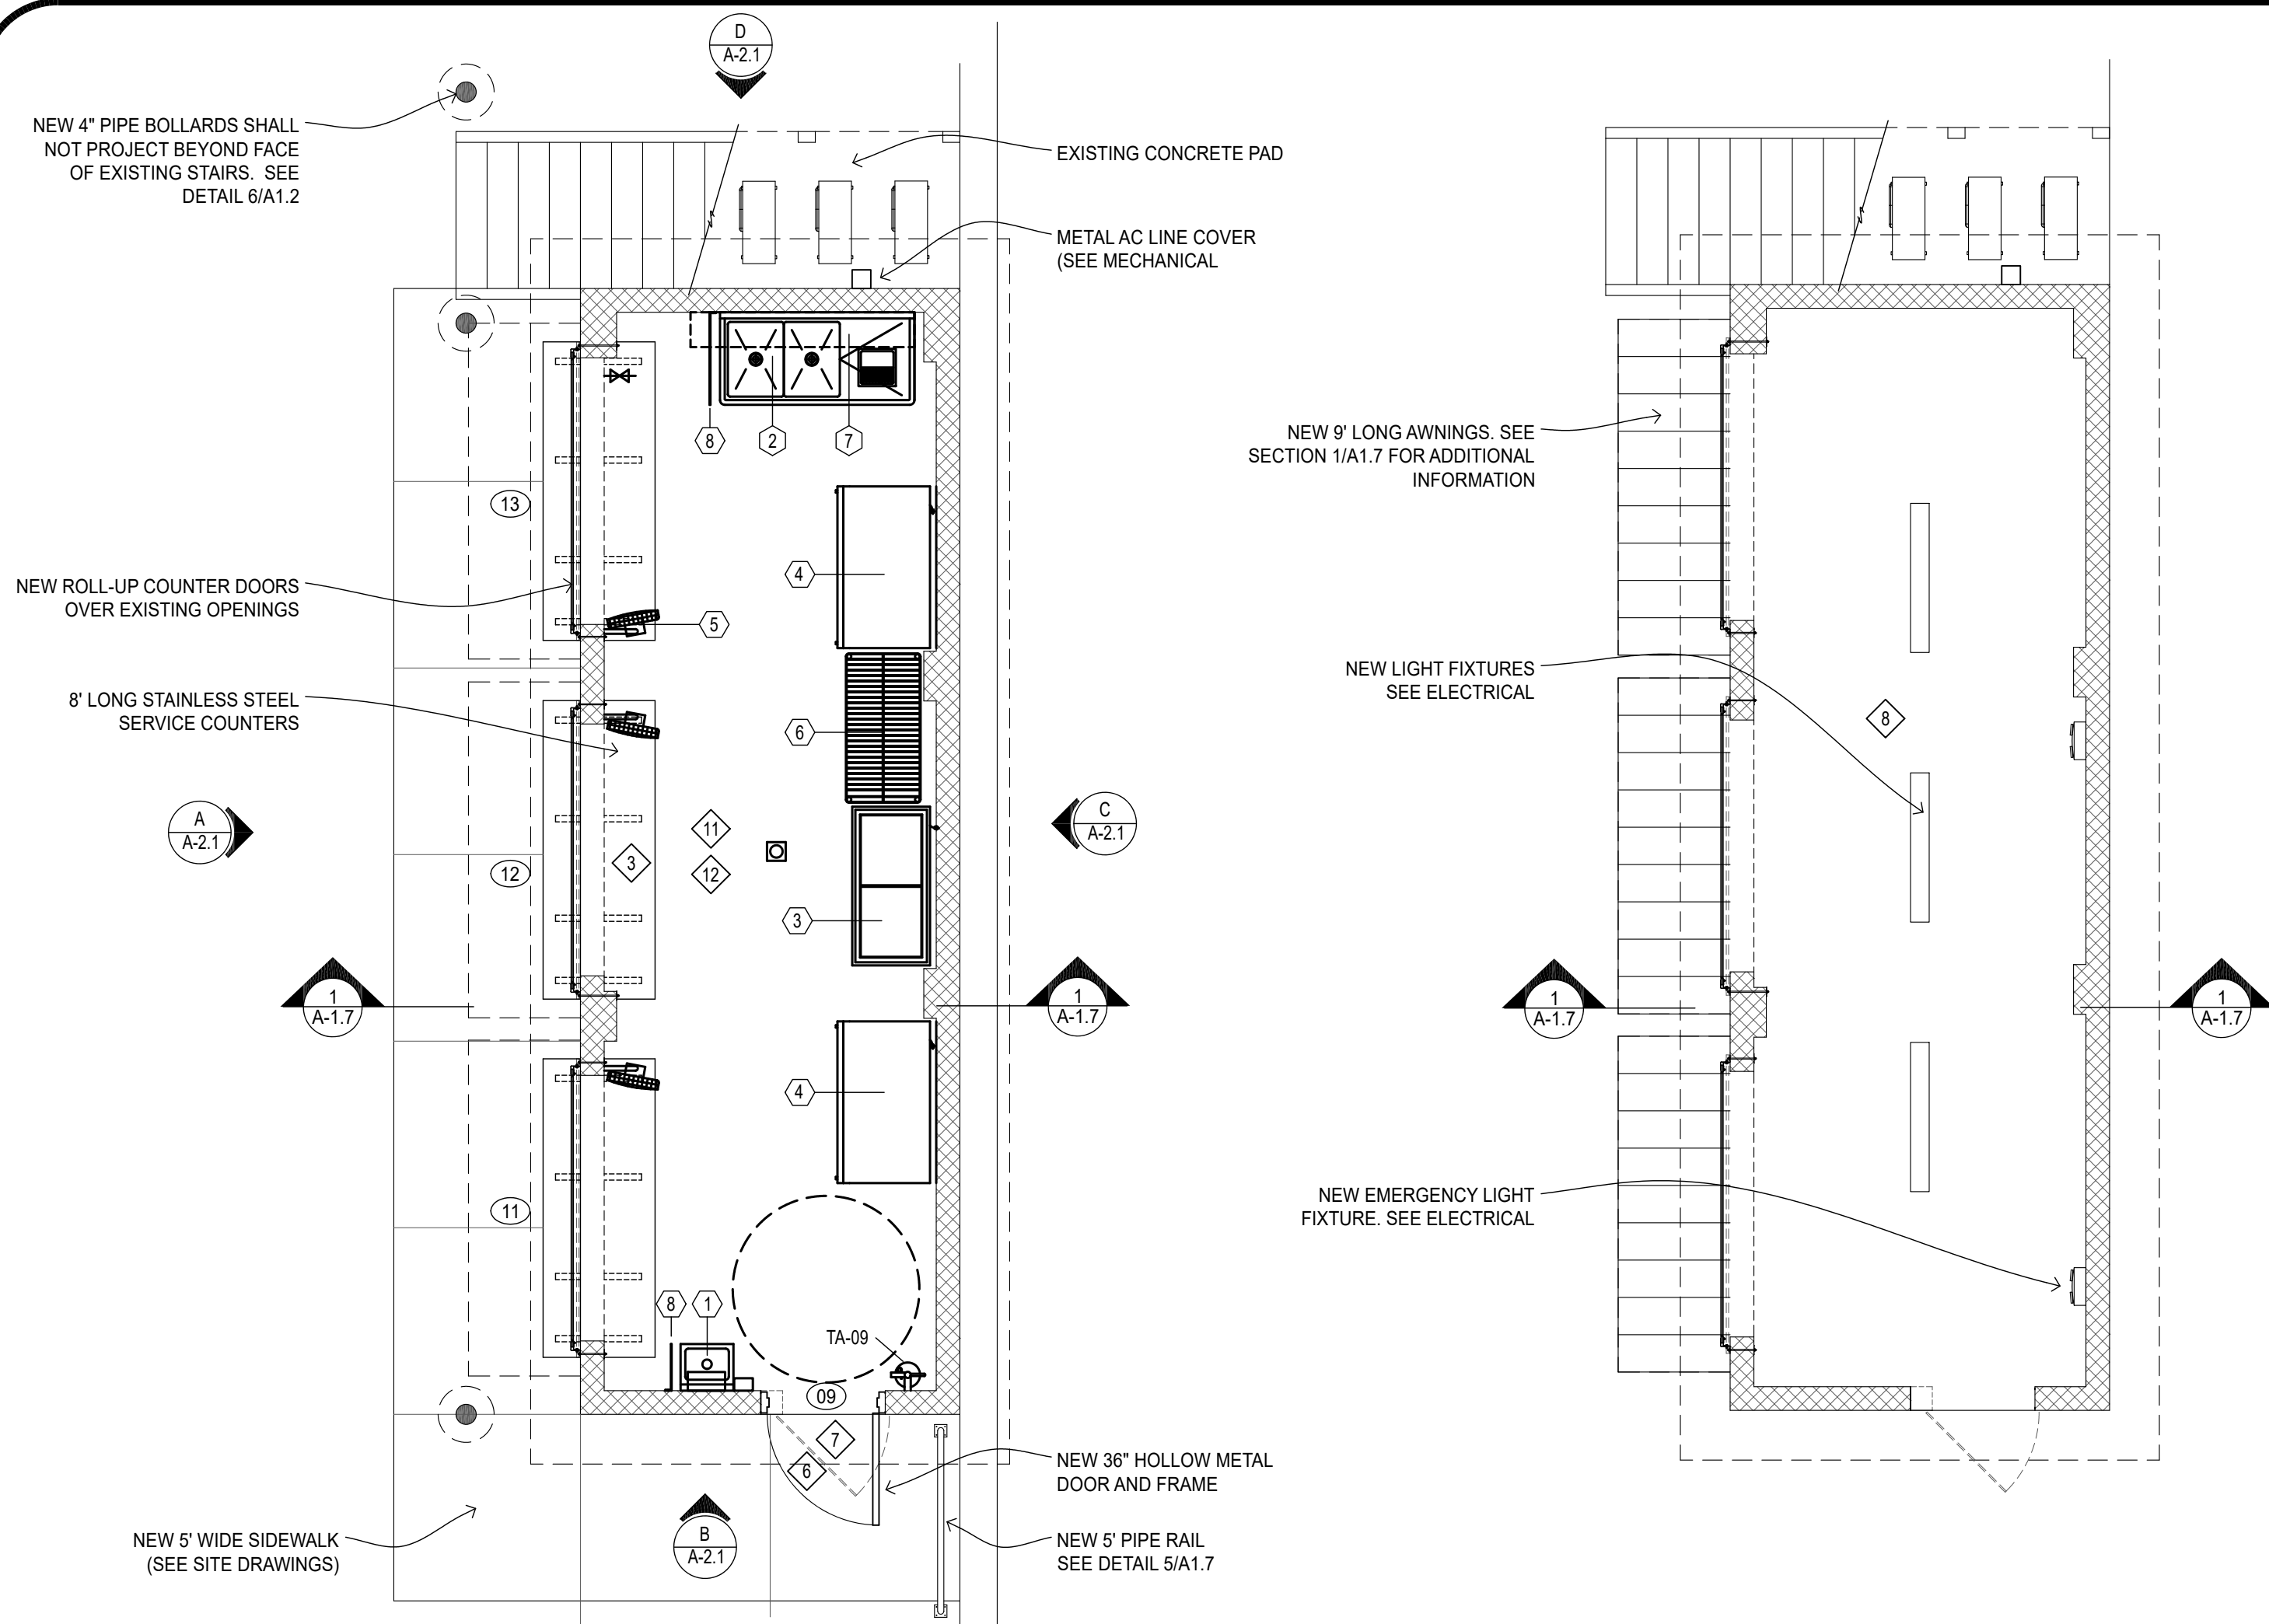 D
A-2.1
NEW 4" PIPE BOLLARDS SHALL
NOT PROJECT BEYOND FACE
OF EXISTING STAIRS.  SEE
DETAIL 6/A1.2
EXISTING CONCRETE PAD
METAL AC LINE COVER
(SEE MECHANICAL
8
2
7
13
4
NEW ROLL-UP COUNTER DOORS
OVER EXISTING OPENINGS
5
8' LONG STAINLESS STEEL
SERVICE COUNTERS
6
A
A-2.1
11
12
3
12
3
C
A-2.1
1
A-1.7
1
A-1.7
4
11
8
1
TA-09
09
7
6
NEW 36" HOLLOW METAL
DOOR AND FRAME
B
A-2.1
NEW 5' WIDE SIDEWALK
(SEE SITE DRAWINGS)
NEW 5' PIPE RAIL
SEE DETAIL 5/A1.7
NEW 9' LONG AWNINGS. SEE
SECTION 1/A1.7 FOR ADDITIONAL
INFORMATION
NEW LIGHT FIXTURES
SEE ELECTRICAL
8
1
A-1.7
1
A-1.7
NEW EMERGENCY LIGHT
FIXTURE. SEE ELECTRICAL